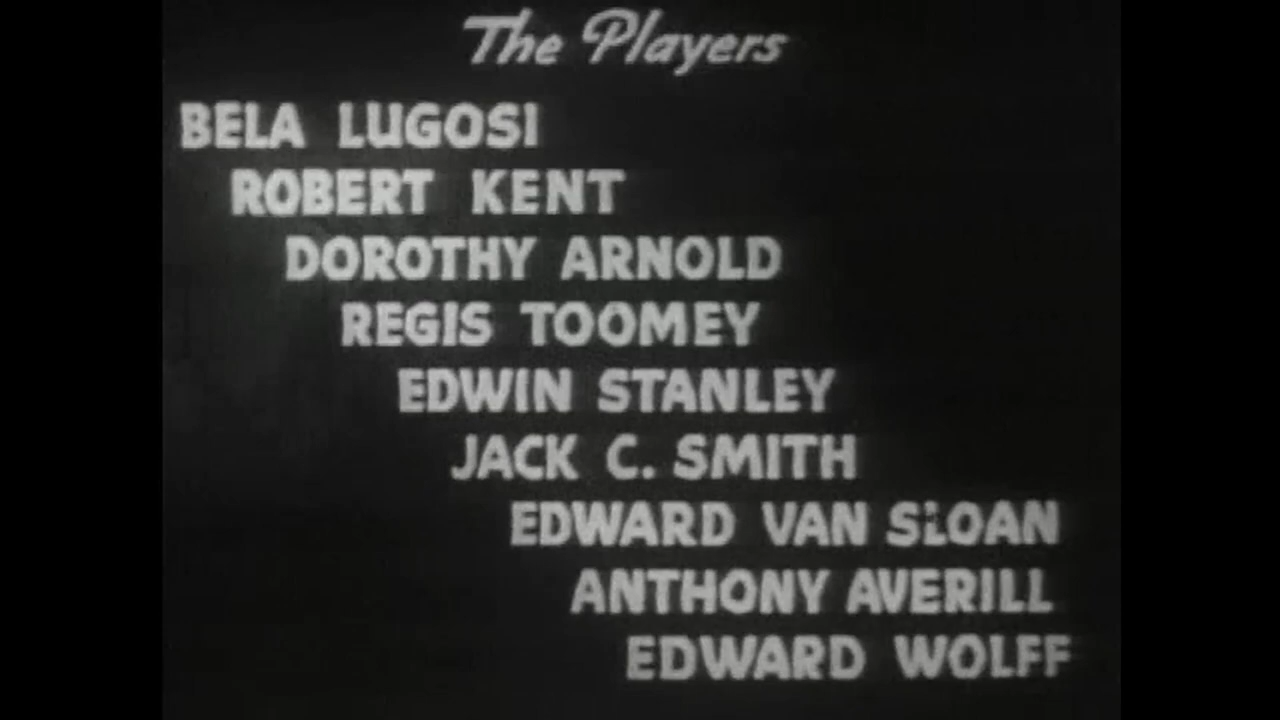 The Players
BELA LUGOSI
ROBERT KENT
DOROTHY ARNOLD
REGIS TOOMEY
EDWIN STANLEY
JACK C. SMITH
EDWARD VAN SLOAN
ANTHONY AVERILL
EDWARD WOLFF